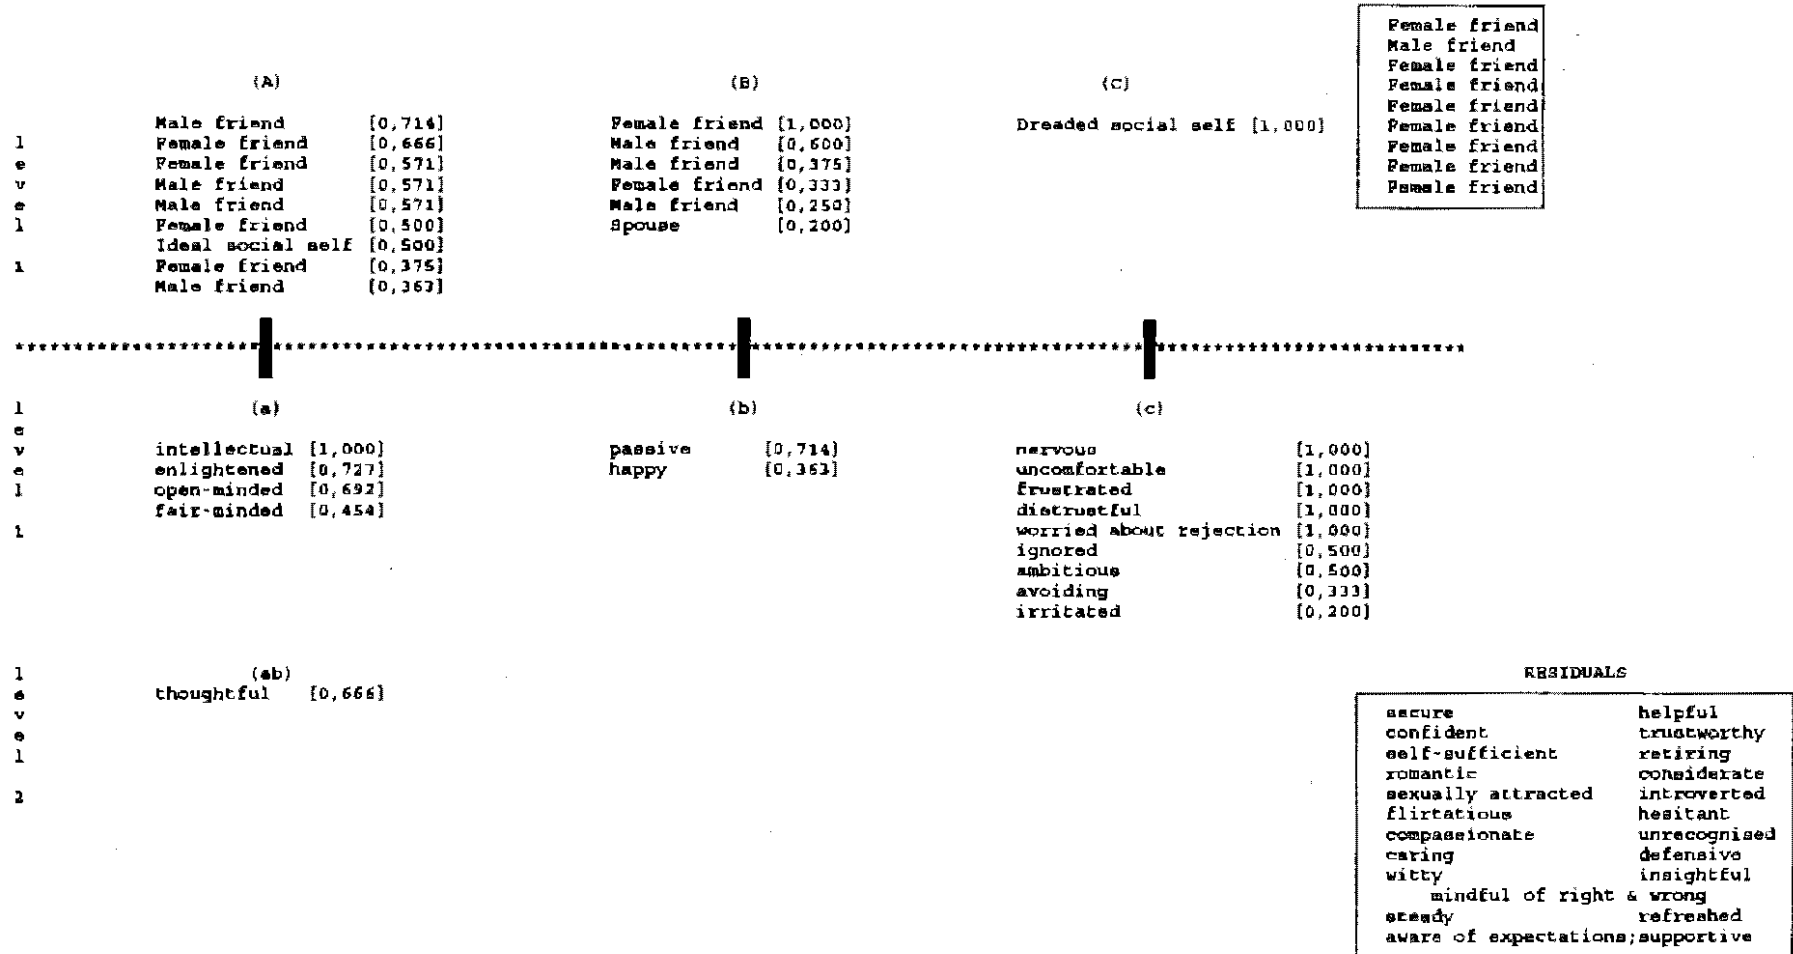 Female friend
Male friend
Female friend
Female friend
Female friend
Female friend
Female friend
Female friend
Female friend
(A) (B) (C)
Male friend [0,714] Female friend [1,000] Dreaded social self [1,000]
Female friend [0,666] Male friend [0,600]
Female friend [0,571] Male friend [0,375]
Male friend [0,571] Female friend [0,333]
Male friend [0,571] Male friend [0,250]
Female friend [0,500] Spouse [0,200]
Ideal social self [0,500]
Female friend [0,375]
Male friend [0,363]
level 1
(a) (b) (c)
intellectual [1,000] passive [0,714] nervous [1,000]
enlightened [0,727] happy [0,363] uncomfortable [1,000]
open-minded [0,692] frustrated [1,000]
fair-minded [0,454] distrustful [1,000]
worried about rejection [1,000]
ignored [0,500]
ambitious [0,500]
avoiding [0,333]
irritated [0,200]
level 1
(ab)
thoughtful [0,666]
level 2
RESIDUALS
secure helpful
confident trustworthy
self-sufficient retiring
romantic considerate
sexually attracted introverted
flirtatious hesitant
compassionate unrecognised
caring defensive
witty insightful
mindful of right & wrong
steady refreshed
aware of expectations;supportive